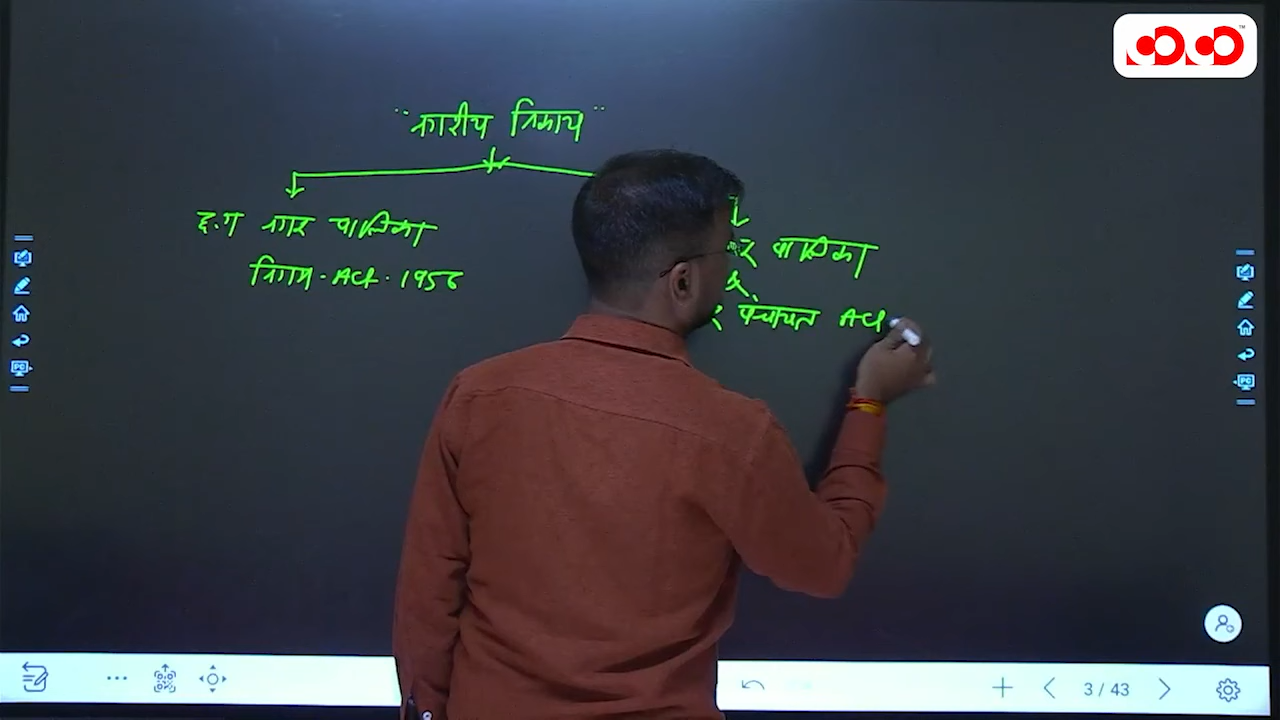 " नगरीय निकाय "
छ.ग नगर पालिका
निगम - Act - 1956
पालिका
&
पंचायत Act
3 / 43